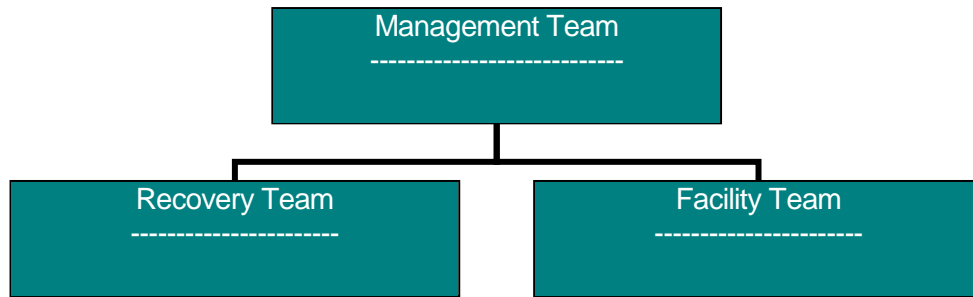 Management Team
----------------------------
Recovery Team
-----------------------
Facility Team
-----------------------